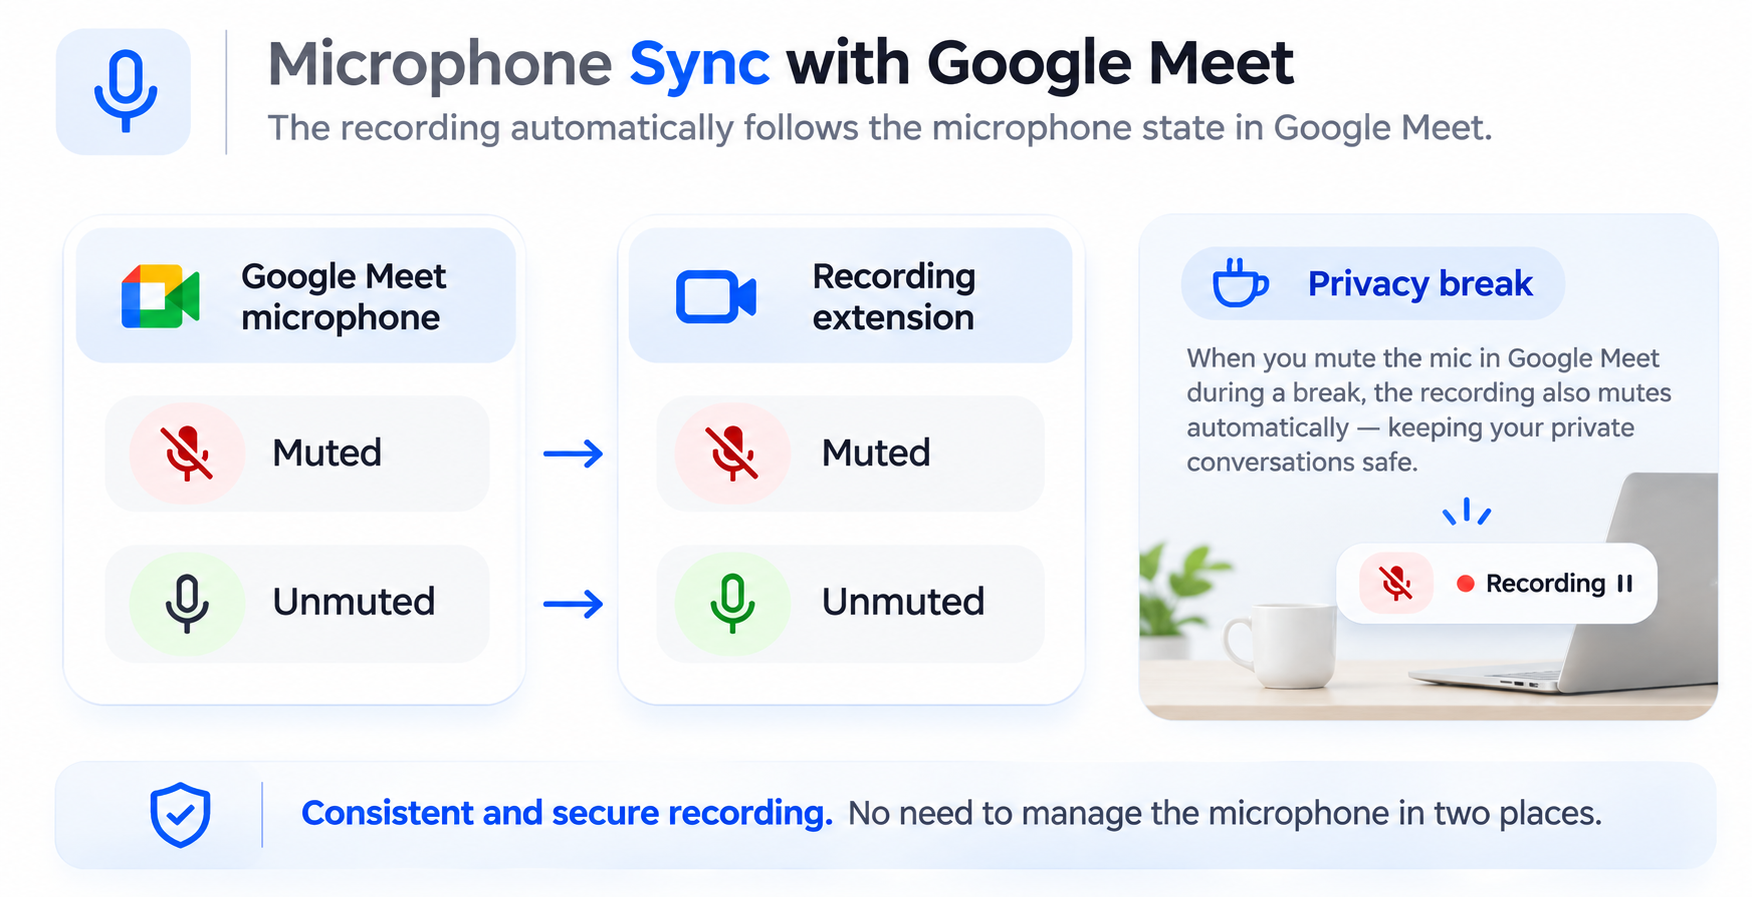 Microphone Sync with Google Meet
The recording automatically follows the microphone state in Google Meet.
Google Meet
microphone
Muted
Unmuted
Recording
extension
Muted
Unmuted
Privacy break
When you mute the mic in Google Meet
during a break, the recording also mutes
automatically — keeping your private
conversations safe.
Recording
Consistent and secure recording. No need to manage the microphone in two places.